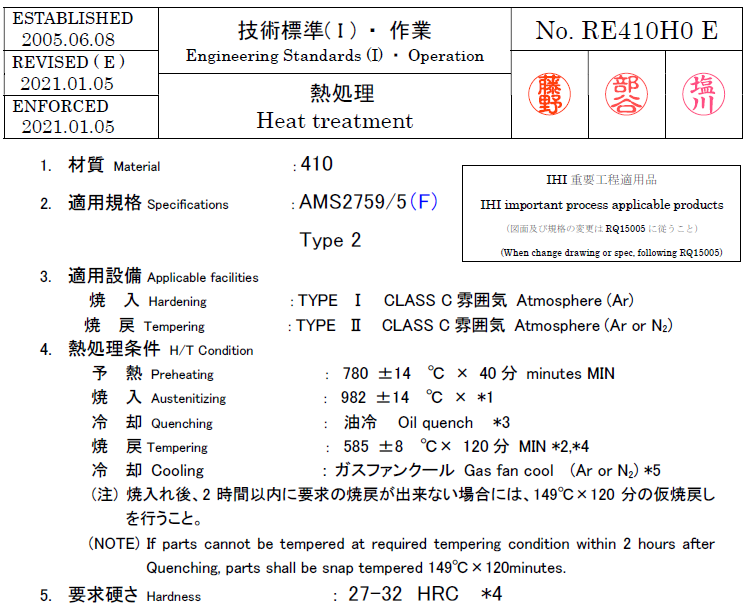 ESTABLISHED
2005.06.08
REVISED ( E )
2021.01.05
ENFORCED
2021.01.05
技術標準(Ⅰ) ・ 作業
Engineering Standards (I) ・ Operation
熱処理
Heat treatment
No. RE410H0 E
藤野
部谷
塩川
1. 材質 Material :410
2. 適用規格 Specifications :AMS2759/5(F)
Type 2
IHI 重要工程適用品
IHI important process applicable products
(図面及び規格の変更は RQ15005 に従うこと)
(When change drawing or spec, following RQ15005)
3. 適用設備 Applicable facilities
焼 入 Hardening :TYPE Ⅰ CLASS C 雰囲気 Atmosphere (Ar)
焼 戻 Tempering :TYPE Ⅱ CLASS C 雰囲気 Atmosphere (Ar or N₂)
4. 熱処理条件 H/T Condition
予 熱 Preheating : 780 ±14 ℃ × 40 分 minutes MIN
焼 入 Austenitizing : 982 ±14 ℃ × *1
冷 却 Quenching : 油冷 Oil quench *3
焼 戻 Tempering : 585 ±8 ℃× 120 分 MIN *2,*4
冷 却 Cooling : ガスファンクール Gas fan cool (Ar or N₂) *5
(注) 焼入れ後、2 時間以内に要求の焼戻が出来ない場合には、149℃×120 分の仮焼戻し
を行うこと。
(NOTE) If parts cannot be tempered at required tempering condition within 2 hours after
Quenching, parts shall be snap tempered 149℃×120minutes.
5. 要求硬さ Hardness : 27-32 HRC *4